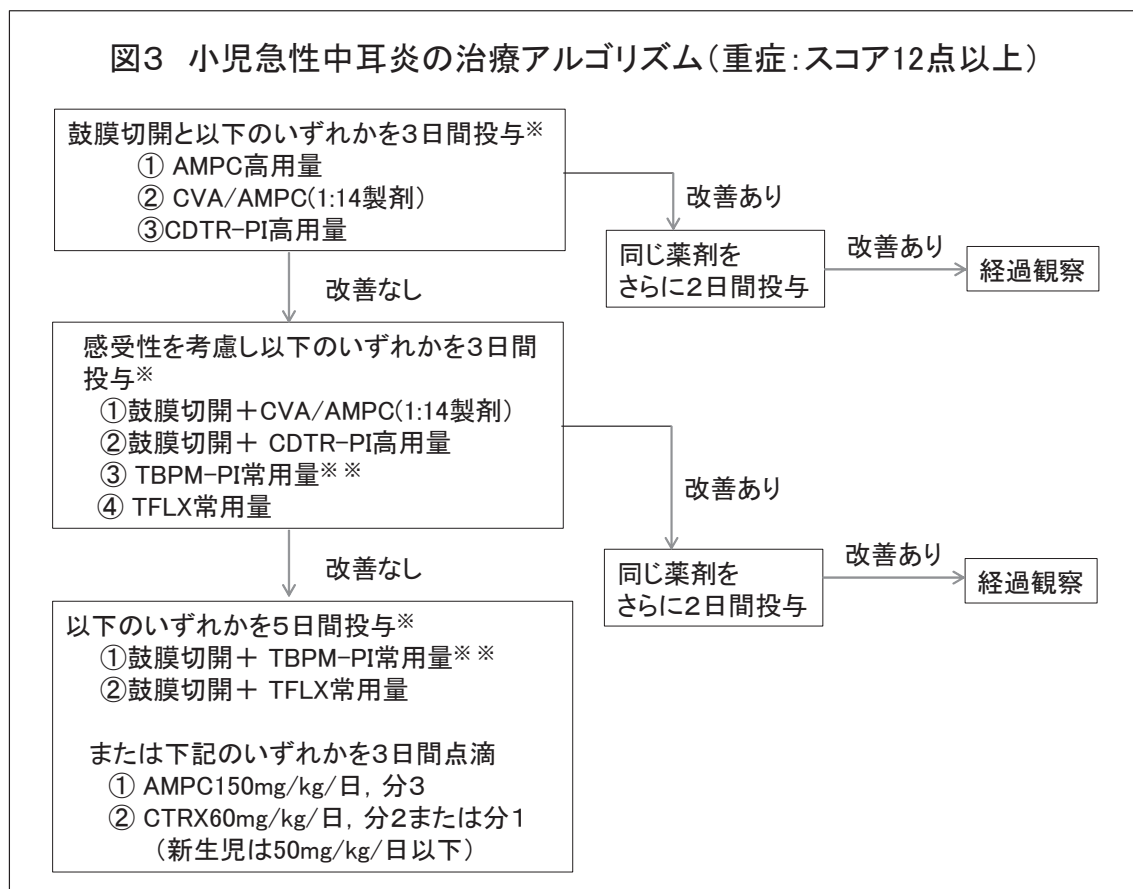 図3 小児急性中耳炎の治療アルゴリズム(重症:スコア12点以上)
鼓膜切開と以下のいずれかを3日間投与※
① AMPC高用量
② CVA/AMPC(1:14製剤)
③CDTR-PI高用量
改善あり
同じ薬剤を
さらに2日間投与
改善あり
経過観察
改善なし
感受性を考慮し以下のいずれかを3日間
投与※
①鼓膜切開+CVA/AMPC(1:14製剤)
②鼓膜切開+ CDTR-PI高用量
③ TBPM-PI常用量※※
④ TFLX常用量
改善あり
同じ薬剤を
さらに2日間投与
改善あり
経過観察
改善なし
以下のいずれかを5日間投与※
①鼓膜切開+ TBPM-PI常用量※※
②鼓膜切開+ TFLX常用量
または下記のいずれかを3日間点滴
① AMPC150mg/kg/日, 分3
② CTRX60mg/kg/日, 分2または分1
(新生児は50mg/kg/日以下)